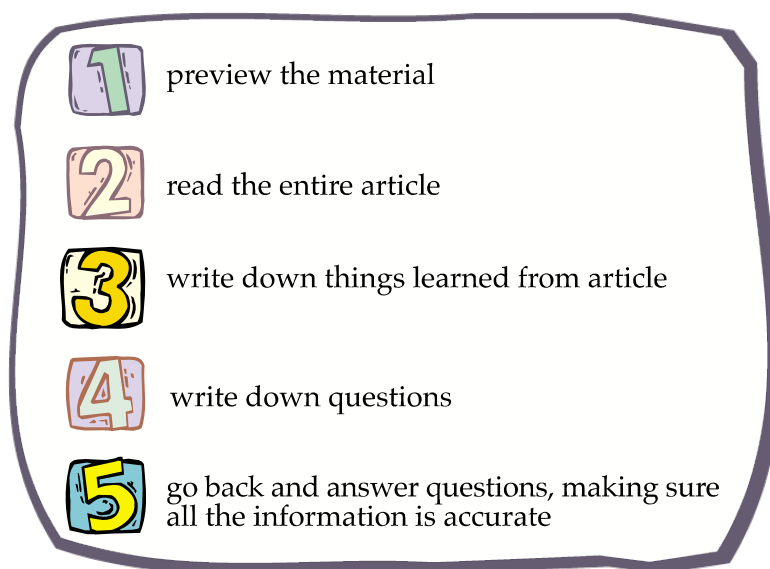 1 preview the material
2 read the entire article
3 write down things learned from article
4 write down questions
5 go back and answer questions, making sure
all the information is accurate